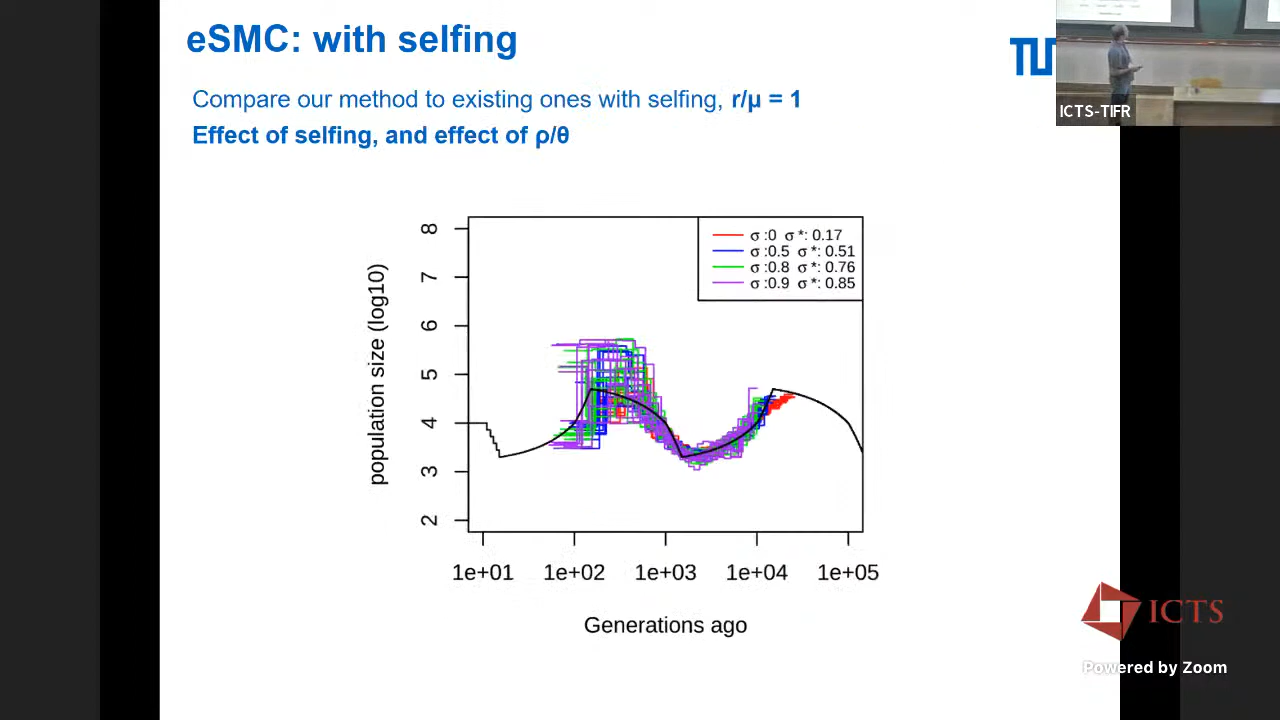 eSMC: with selfing
Compare our method to existing ones with selfing, r/μ = 1
Effect of selfing, and effect of ρ/θ
ICTS-TIFR
σ :0 σ *: 0.17
σ :0.5 σ *: 0.51
σ :0.8 σ *: 0.76
σ :0.9 σ *: 0.85
population size (log10)
8
7
6
5
4
3
2
1e+01 1e+02 1e+03 1e+04 1e+05
Generations ago
ICTS
Powered by Zoom